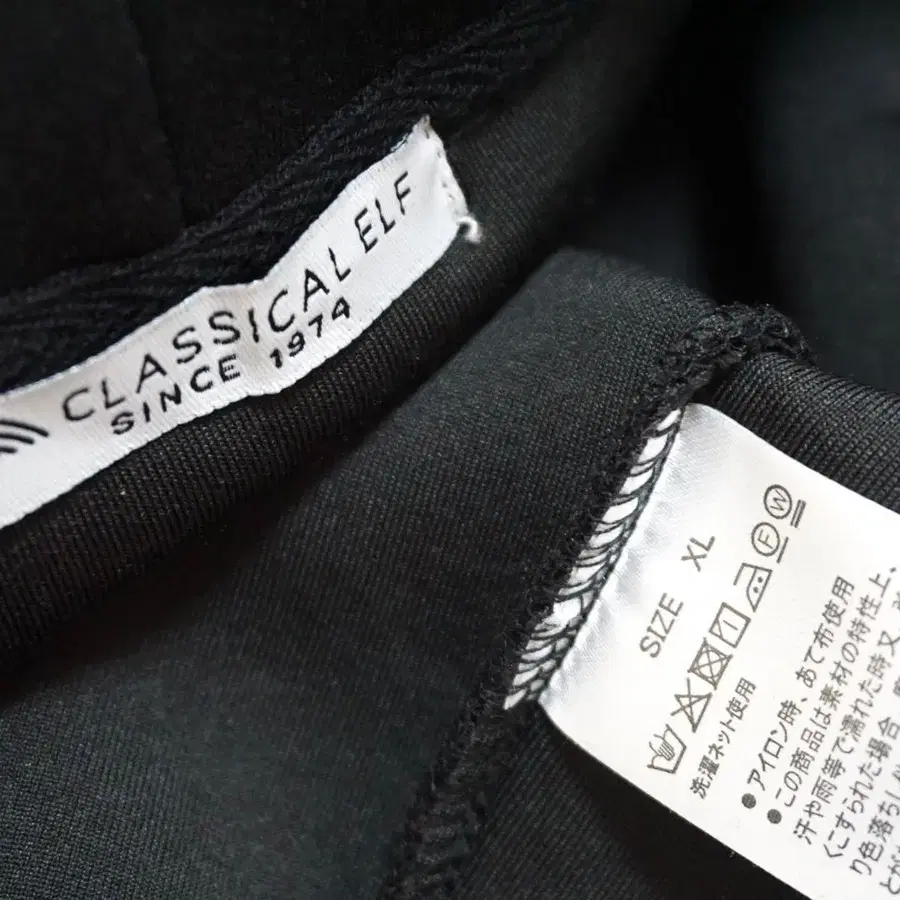 CLASSICAL ELF
SINCE 1974
SIZE XL
洗濯ネット使用
●アイロン時、あて布使用
●この商品は素材の特性上、
汗や雨等で濡れた時又
くこすられた場合
り色落ち
とが